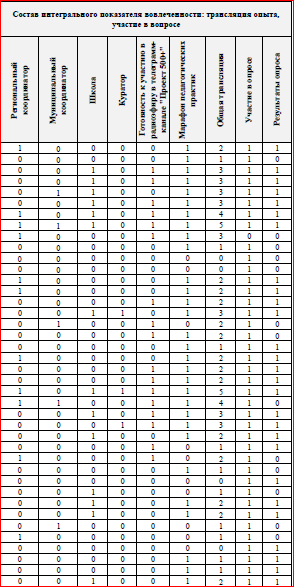 Состав интегрального показателя вовлеченности: трансляция опыта,
участие в вопросе
Региональный
координатор
Муниципальный
координатор
Школа
Куратор
Готовность к участию в
радиоэфиру в телеграмм-
канале "Проект 500+"
Марафон педагогических
практик
Общая трансляция
Участие в опросе
Результаты опроса
1 0 0 0 0 1 2 1 1
0 0 0 0 0 1 1 1 0
0 0 1 0 1 1 3 1 1
0 0 1 0 1 1 3 1 1
0 1 1 0 0 1 3 1 1
0 0 1 0 1 1 3 1 1
1 0 1 0 1 1 4 1 1
1 1 1 0 1 1 5 1 1
1 0 0 0 1 1 3 0 0
0 0 0 0 0 1 1 1 0
0 0 0 0 0 0 0 1 0
0 0 0 0 0 0 0 1 0
1 0 0 0 0 1 2 1 1
1 0 0 0 0 1 2 1 1
0 0 0 0 1 1 2 1 1
0 0 1 1 0 1 3 1 1
0 1 0 0 1 0 2 1 0
0 0 0 0 1 1 2 1 0
0 0 0 0 0 1 1 1 1
1 0 0 0 0 1 2 1 1
0 0 0 0 1 1 2 1 1
0 0 0 0 1 1 2 1 1
1 0 1 1 1 1 5 1 1
1 1 0 0 1 1 4 1 0
0 0 1 0 1 1 3 1 1
0 0 0 1 1 1 3 1 1
0 0 1 0 0 1 2 1 1
0 0 0 0 1 0 1 1 1
1 0 0 0 1 0 2 1 0
0 0 0 0 0 1 1 1 0
0 0 0 0 0 0 0 1 1
0 0 1 0 0 0 1 1 0
0 0 1 0 0 1 2 1 1
0 0 1 0 0 1 2 1 1
0 1 0 0 0 0 1 1 0
1 0 0 0 0 0 1 1 0
0 0 0 0 0 0 0 1 1
0 0 0 0 0 1 1 1 1
0 0 0 0 0 1 1 1 1
0 0 1 0 0 1 2 1 1